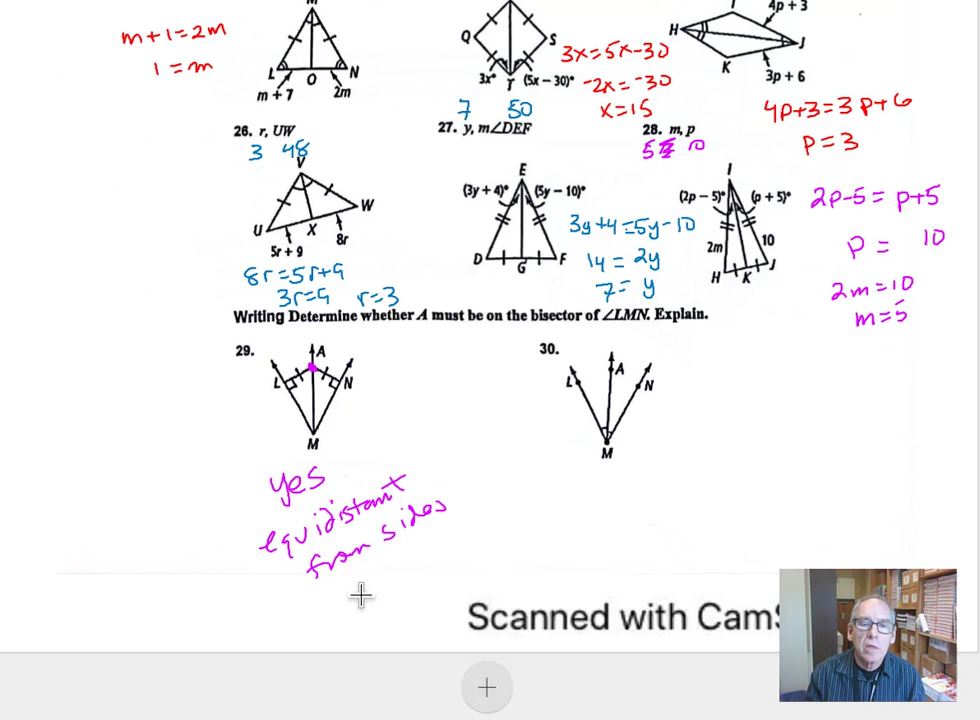 m+1=2m
1=m
L
O
N
m + 7
2m
Q
S
3x°
T
(5x – 30)°
3x=5x-30
-2x=-30
x=15
4p + 3
H
J
K
3p + 6
4p+3=3p+6
p=3
26. r, UW
3 48
27. y, m∠DEF
7 50
28. m, p
5 10
V
W
U
X
8r
5r + 9
8r=5r+9
3r=9 r=3
E
(3y + 4)°
(5y – 10)°
D
G
F
3y+4=5y-10
14=2y
7=y
I
(2p – 5)°
(p + 5)°
2m
10
H
K
J
2p-5=p+5
p= 10
2m=10
m=5
Writing Determine whether A must be on the bisector of ∠LMN. Explain.
29.
A
L
N
M
yes
equidistant
from sides
30.
L
A
N
M
Scanned with CamS